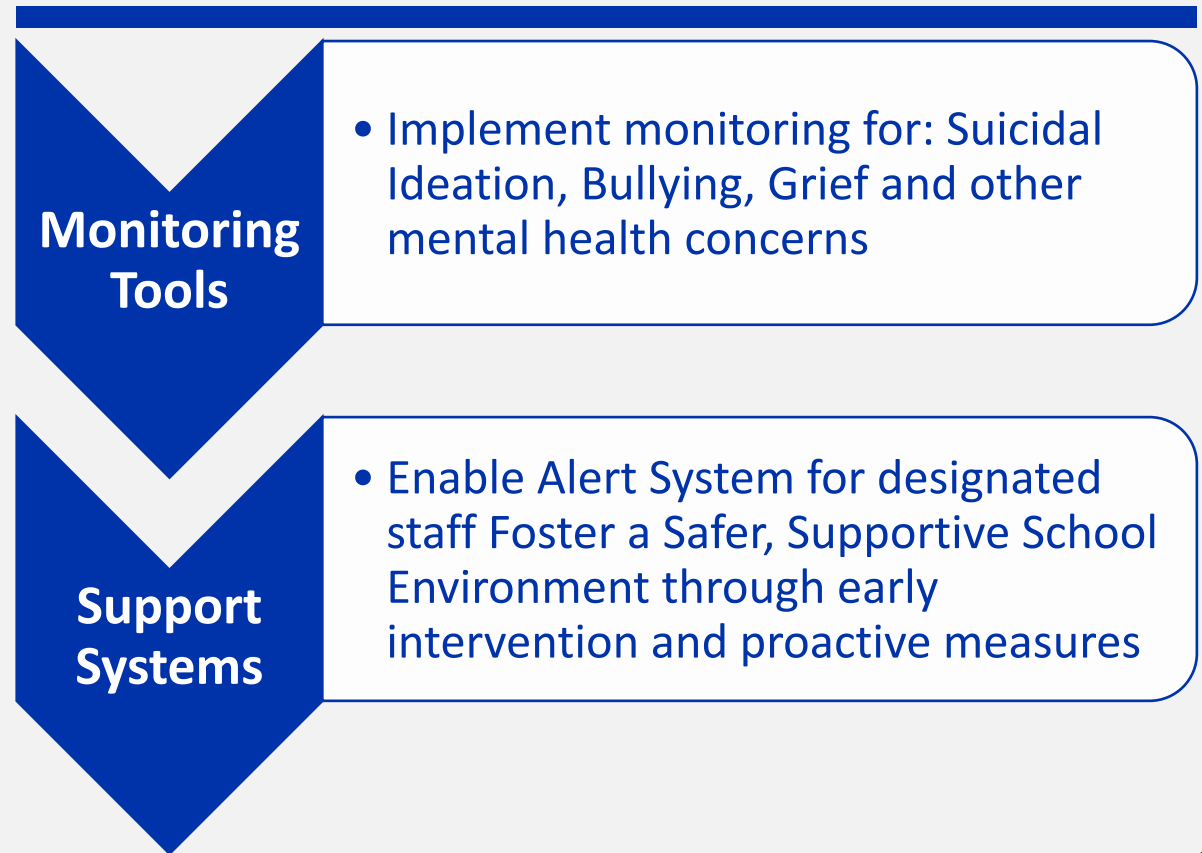 Monitoring
Tools
• Implement monitoring for: Suicidal
Ideation, Bullying, Grief and other
mental health concerns
Support
Systems
• Enable Alert System for designated
staff Foster a Safer, Supportive School
Environment through early
intervention and proactive measures